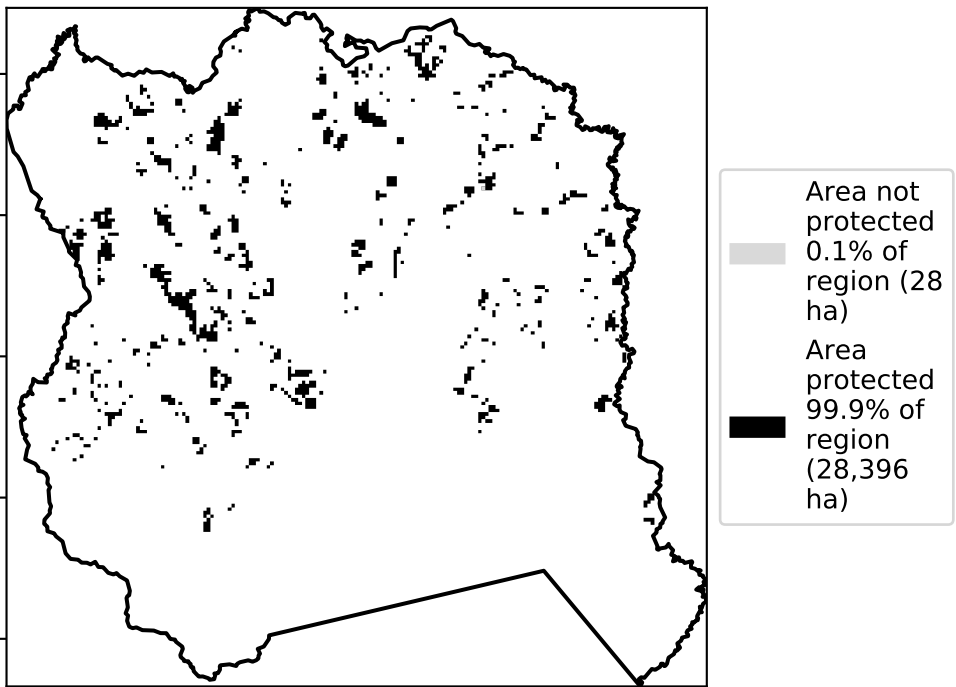 Area not
protected
0.1% of
region (28
ha)
Area
protected
99.9% of
region
(28,396
ha)